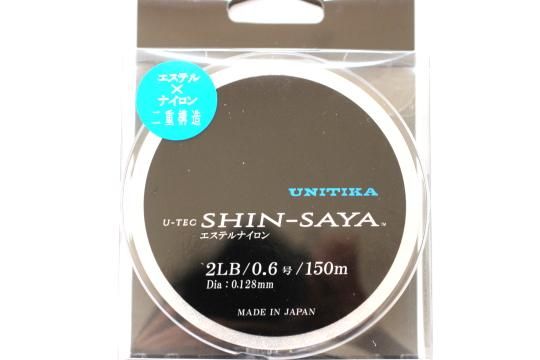 エステル
×
ナイロン
二重構造
UNITIKA
U-TEC SHIN-SAYA™
エステルナイロン
2LB/0.6号/150m
Dia:0.128mm
MADE IN JAPAN